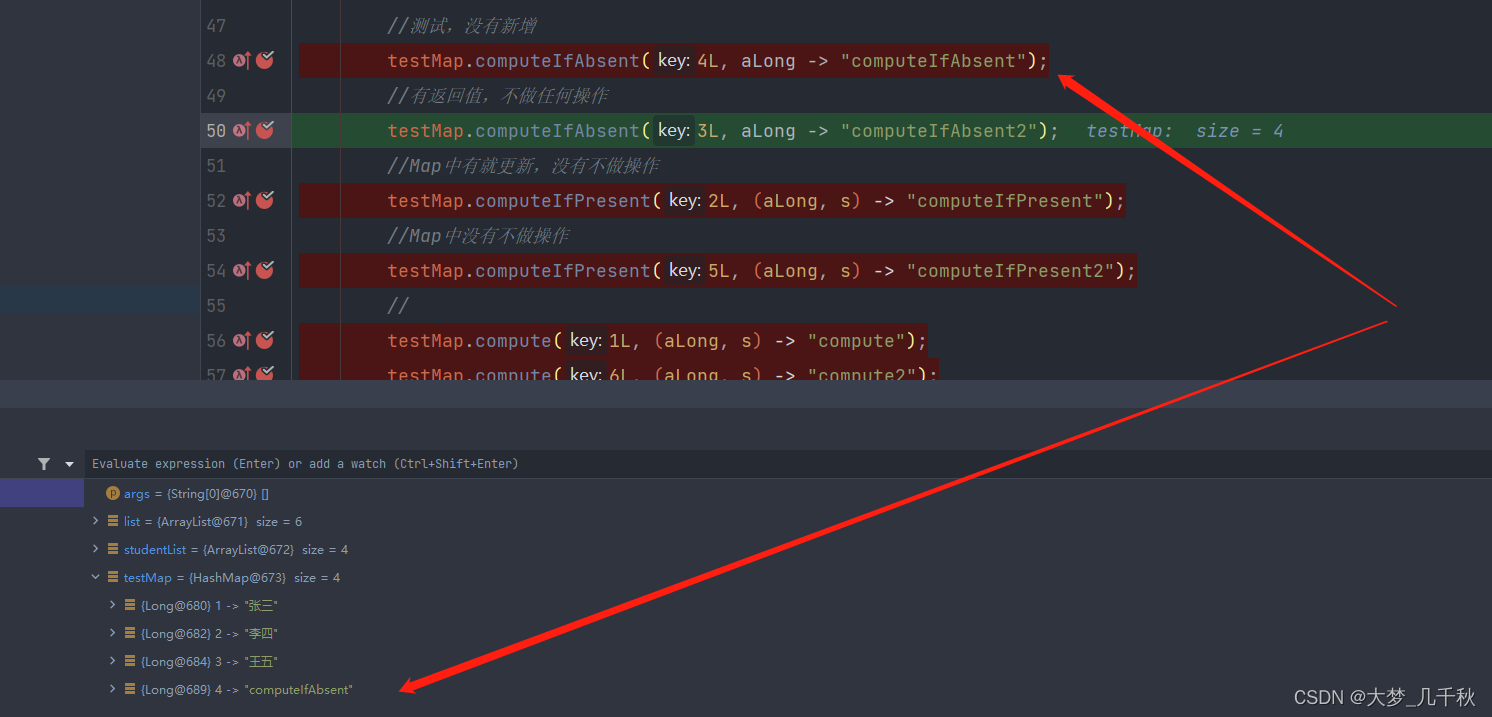 47 //测试，没有新增
48 testMap.computeIfAbsent( key: 4L, aLong -> "computeIfAbsent");
49 //有返回值，不做任何操作
50 testMap.computeIfAbsent( key: 3L, aLong -> "computeIfAbsent2"); testMap: size = 4
51 //Map中有就更新，没有不做操作
52 testMap.computeIfPresent( key: 2L, (aLong, s) -> "computeIfPresent");
53 //Map中没有不做操作
54 testMap.computeIfPresent( key: 5L, (aLong, s) -> "computeIfPresent2");
55 //
56 testMap.compute( key: 1L, (aLong, s) -> "compute");
57 testMap.compute( key: 6L, (aLong, s) -> "compute2");
Evaluate expression (Enter) or add a watch (Ctrl+Shift+Enter)
p args = {String[0]@670} []
list = {ArrayList@671} size = 6
studentList = {ArrayList@672} size = 4
testMap = {HashMap@673} size = 4
{Long@680} 1 -> "张三"
{Long@682} 2 -> "李四"
{Long@684} 3 -> "王五"
{Long@689} 4 -> "computeIfAbsent"
CSDN @大梦_几千秋